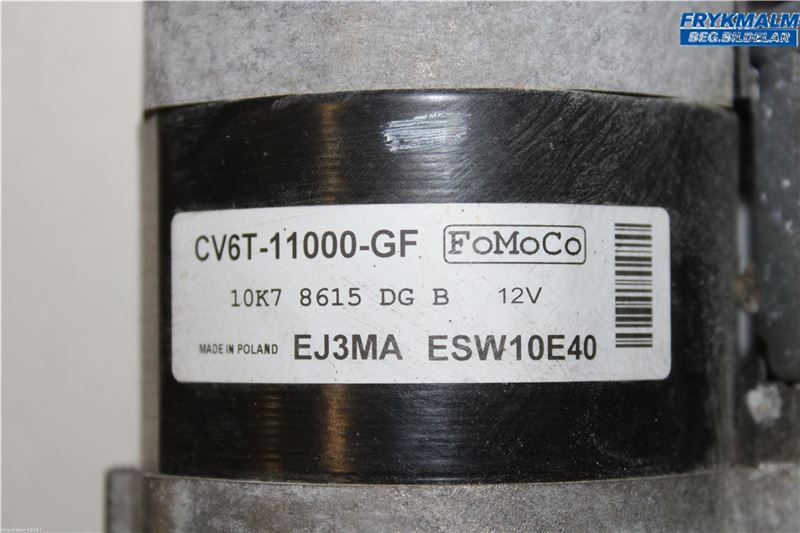 FRYKMALM
BEG.BILDELAR
CV6T-11000-GF FoMoCo
10K7 8615 DG B 12V
MADE IN POLAND EJ3MA ESW10E40